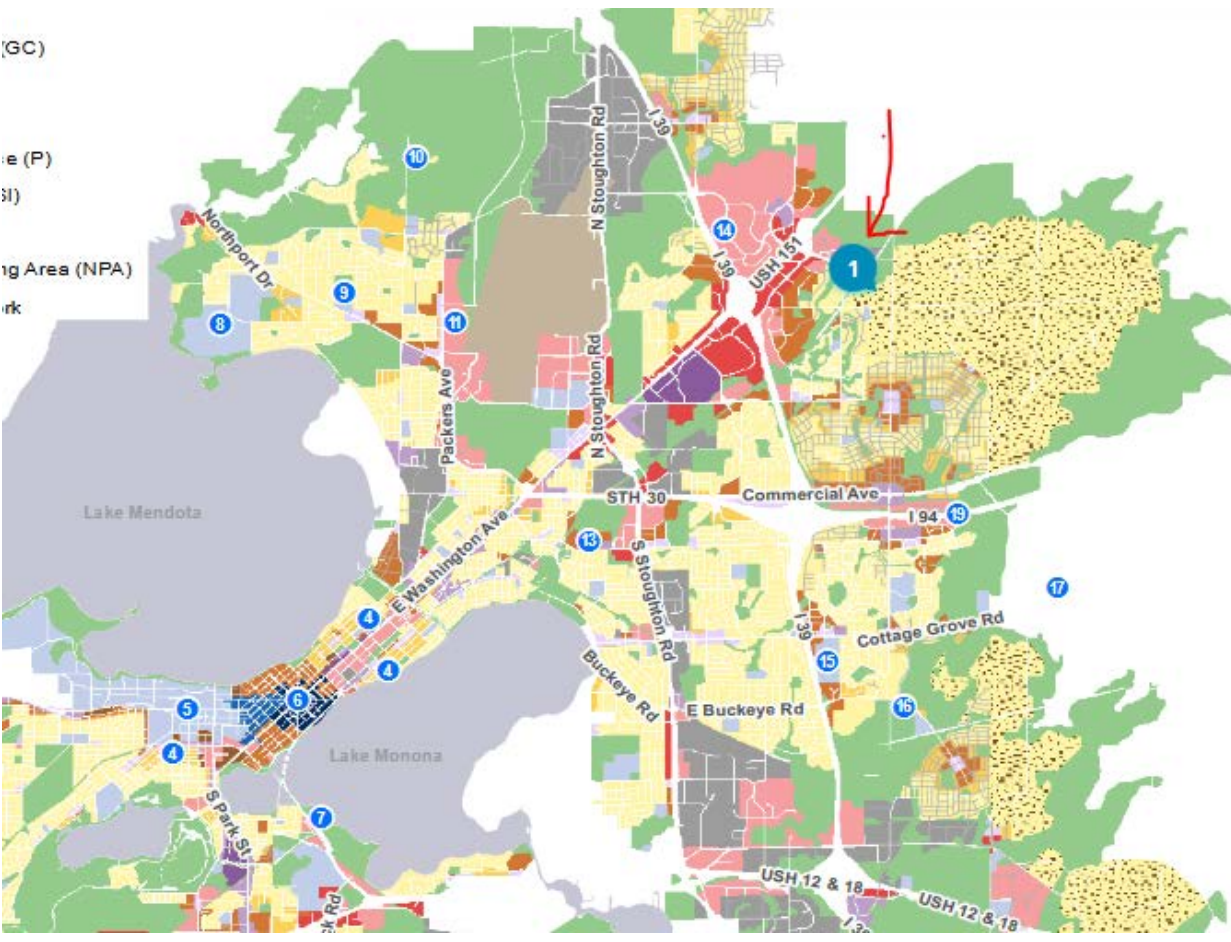 (GC)
e (P)
SI)
ng Area (NPA)
rk
N Stoughton Rd
I 39
10
Northport Dr
14
I 39
USH 151
1
9
8
11
N Stoughton Rd
Packers Ave
Lake Mendota
STH 30
Commercial Ave
I 94
19
E Washington Ave
13
S Stoughton Rd
17
4
I 39
Cottage Grove Rd
4
15
Buckeye Rd
6
5
E Buckeye Rd
16
4
Lake Monona
S Park St
7
USH 12 & 18
USH 12 & 18
ck Rd
I 39